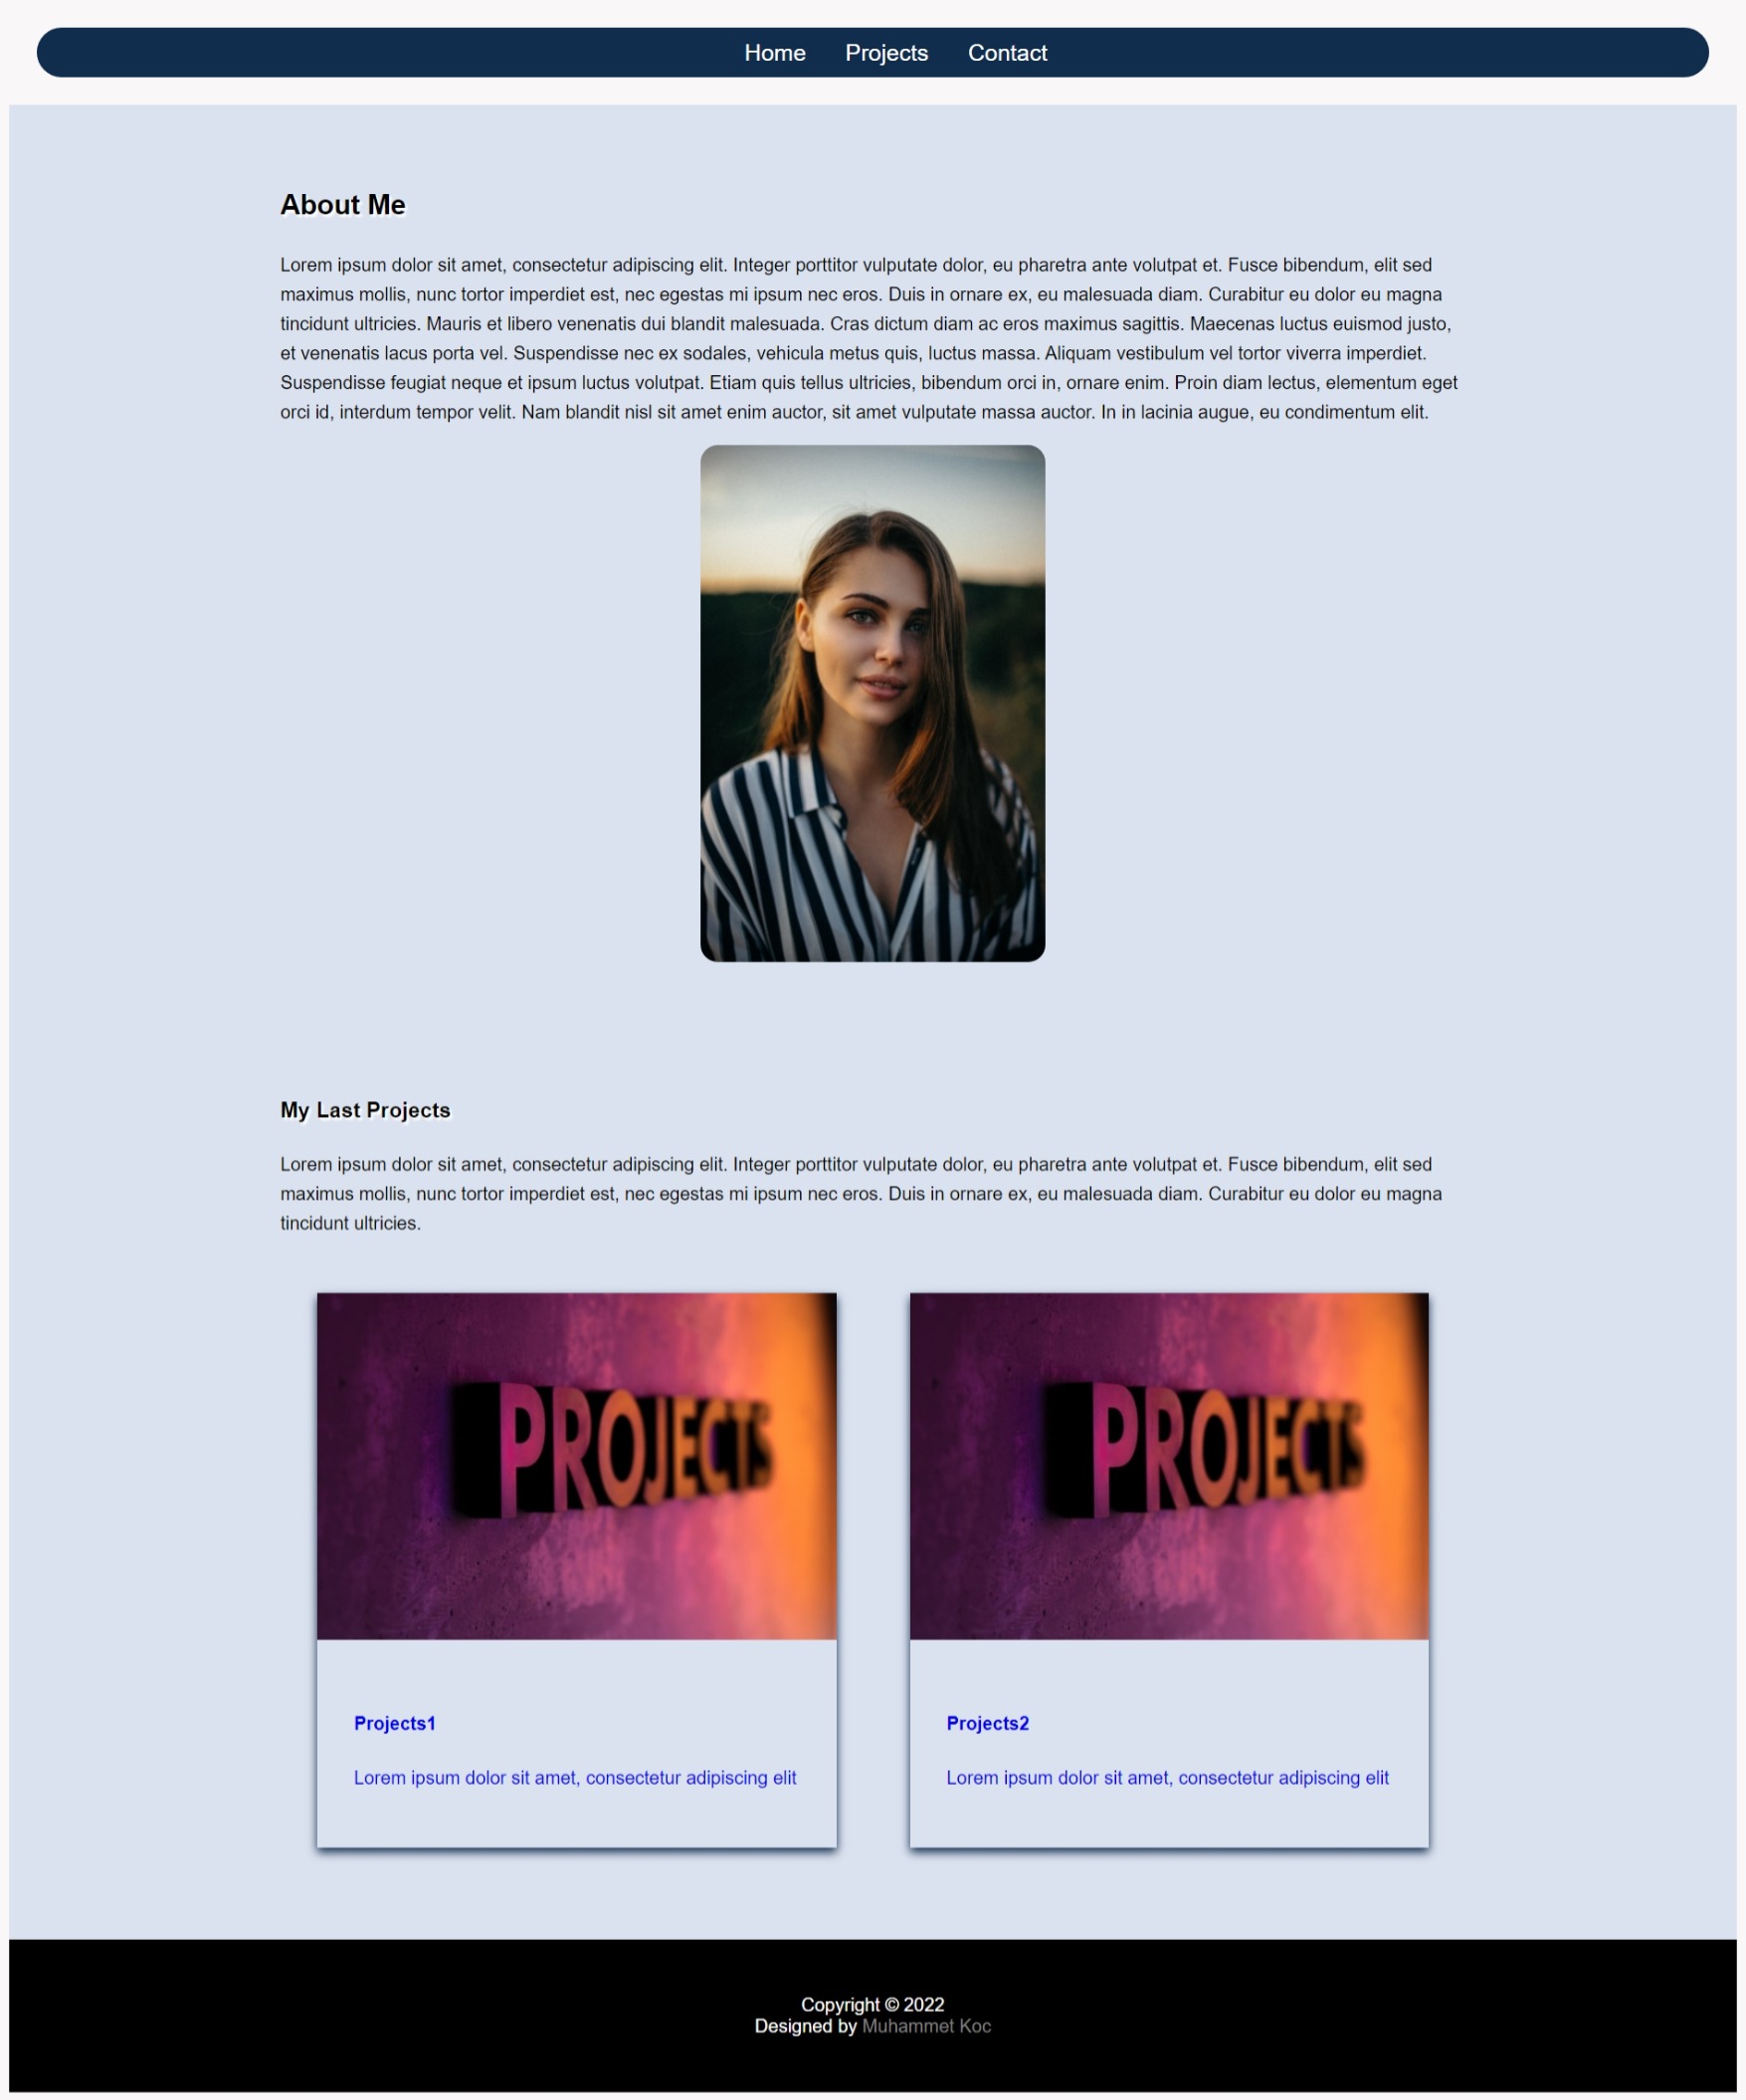 Home Projects Contact
About Me
Lorem ipsum dolor sit amet, consectetur adipiscing elit. Integer porttitor vulputate dolor, eu pharetra ante volutpat et. Fusce bibendum, elit sed
maximus mollis, nunc tortor imperdiet est, nec egestas mi ipsum nec eros. Duis in ornare ex, eu malesuada diam. Curabitur eu dolor eu magna
tincidunt ultricies. Mauris et libero venenatis dui blandit malesuada. Cras dictum diam ac eros maximus sagittis. Maecenas luctus euismod justo,
et venenatis lacus porta vel. Suspendisse nec ex sodales, vehicula metus quis, luctus massa. Aliquam vestibulum vel tortor viverra imperdiet.
Suspendisse feugiat neque et ipsum luctus volutpat. Etiam quis tellus ultricies, bibendum orci in, ornare enim. Proin diam lectus, elementum eget
orci id, interdum tempor velit. Nam blandit nisl sit amet enim auctor, sit amet vulputate massa auctor. In in lacinia augue, eu condimentum elit.
My Last Projects
Lorem ipsum dolor sit amet, consectetur adipiscing elit. Integer porttitor vulputate dolor, eu pharetra ante volutpat et. Fusce bibendum, elit sed
maximus mollis, nunc tortor imperdiet est, nec egestas mi ipsum nec eros. Duis in ornare ex, eu malesuada diam. Curabitur eu dolor eu magna
tincidunt ultricies.
PROJECTS
Projects1
Lorem ipsum dolor sit amet, consectetur adipiscing elit
PROJECTS
Projects2
Lorem ipsum dolor sit amet, consectetur adipiscing elit
Copyright © 2022
Designed by Muhammet Koc